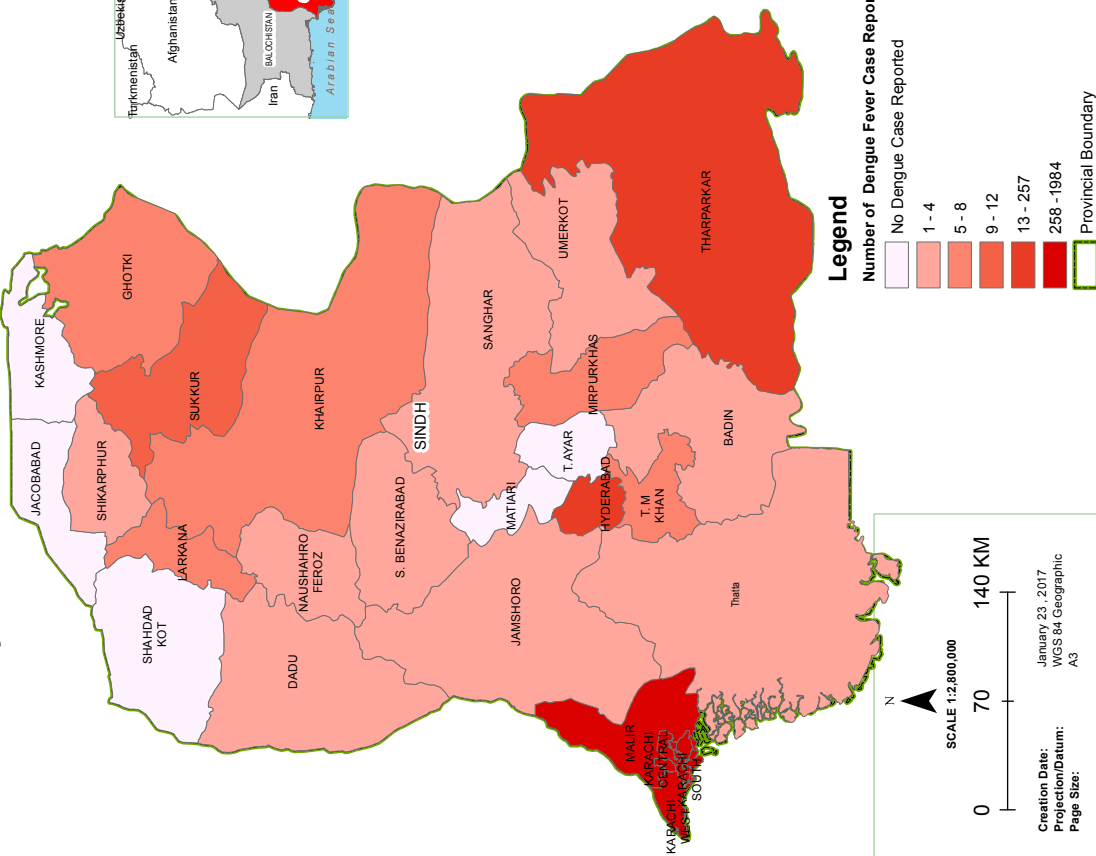 Uzbeki
Turkmenistan
Afghanistan
BALOCHISTAN
Iran
Arabian Sea
KASHMORE
GHOTKI
JACOBABAD
SHIKARPHUR
SUKKUR
LARKANA
SHAHDAD
KOT
KHAIRPUR
NAUSHAHRO
FEROZ
DADU
SINDH
S. BENAZIRABAD
SANGHAR
UMERKOT
THARPARKAR
MATIARI
T. AYAR
MIRPURKHAS
JAMSHORO
HYDERABAD
T. M
KHAN
BADIN
Thatta
MALIR
KARACHI
CENTRAL
KARACHI
WEST
KARACHI
SOUTH
Legend
Number of Dengue Fever Case Repor
No Dengue Case Reported
1 - 4
5 - 8
9 - 12
13 - 257
258 -1984
Provincial Boundary
N
SCALE 1:2,800,000
0 70 140 KM
Creation Date: January 23 , 2017
Projection/Datum: WGS 84 Geographic
Page Size: A3